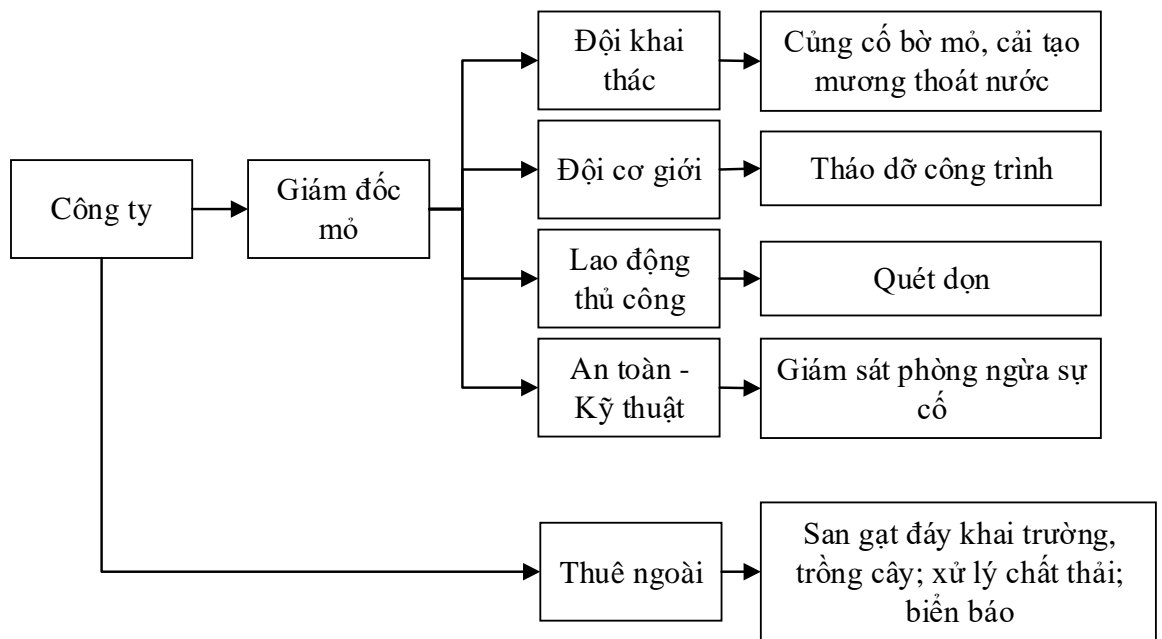 Công ty
Giám đốc
mỏ
Đội khai
thác
Củng cố bờ mỏ, cải tạo
mương thoát nước
Đội cơ giới
Tháo dỡ công trình
Lao động
thủ công
Quét dọn
An toàn -
Kỹ thuật
Giám sát phòng ngừa sự
cố
Thuê ngoài
San gạt đáy khai trường,
trồng cây; xử lý chất thải;
biển báo